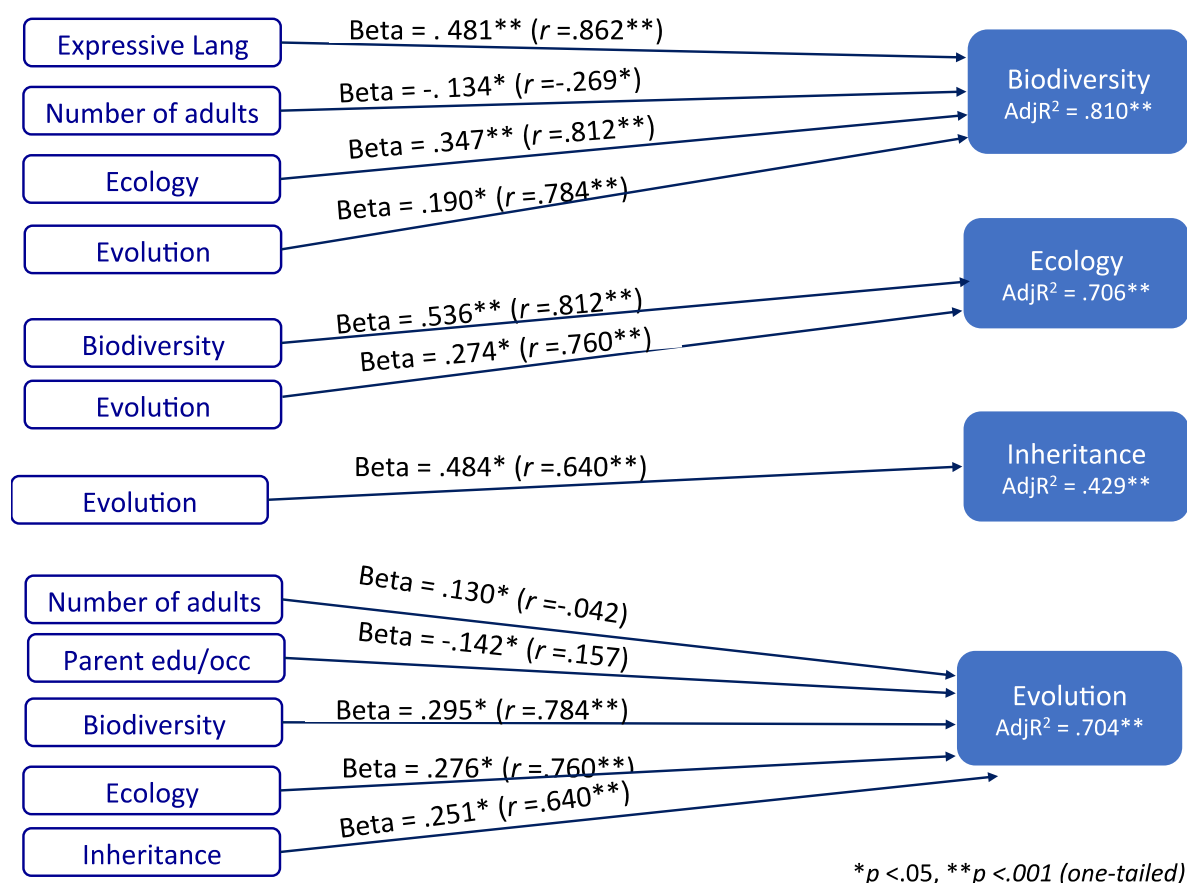 Expressive Lang
Beta = . 481** (r =.862**)
Number of adults
Beta = -. 134* (r =-.269*)
Ecology
Beta = .347** (r =.812**)
Evolution
Beta = .190* (r =.784**)
Biodiversity
AdjR² = .810**
Biodiversity
Beta = .536** (r =.812**)
Evolution
Beta = .274* (r =.760**)
Ecology
AdjR² = .706**
Evolution
Beta = .484* (r =.640**)
Inheritance
AdjR² = .429**
Number of adults
Beta = .130* (r =-.042)
Parent edu/occ
Beta = -.142* (r =.157)
Biodiversity
Beta = .295* (r =.784**)
Ecology
Beta = .276* (r =.760**)
Inheritance
Beta = .251* (r =.640**)
Evolution
AdjR² = .704**
*p <.05, **p <.001 (one-tailed)